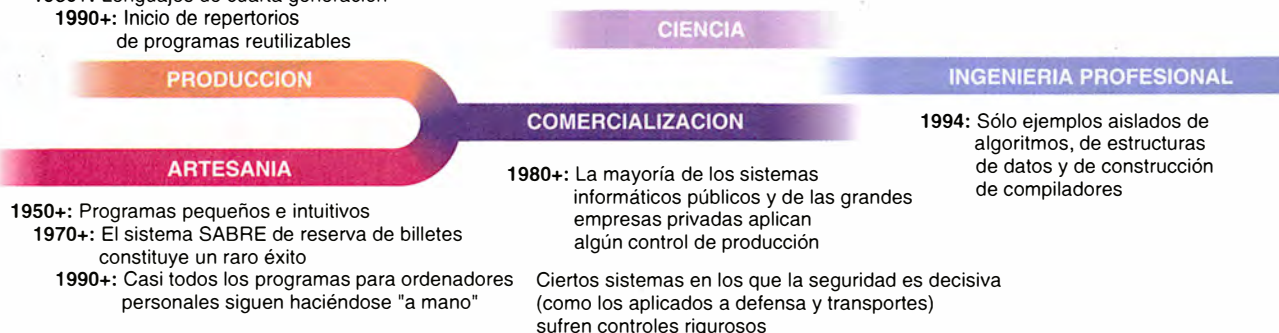 1990+: Inicio de repertorios
de programas reutilizables
PRODUCCION
ARTESANIA
1950+: Programas pequeños e intuitivos
1970+: El sistema SABRE de reserva de billetes
constituye un raro éxito
1990+: Casi todos los programas para ordenadores
personales siguen haciéndose "a mano"
CIENCIA
COMERCIALIZACION
1980+: La mayoría de los sistemas
informáticos públicos y de las grandes
empresas privadas aplican
algún control de producción
Ciertos sistemas en los que la seguridad es decisiva
(como los aplicados a defensa y transportes)
sufren controles rigurosos
INGENIERIA PROFESIONAL
1994: Sólo ejemplos aislados de
algoritmos, de estructuras
de datos y de construcción
de compiladores